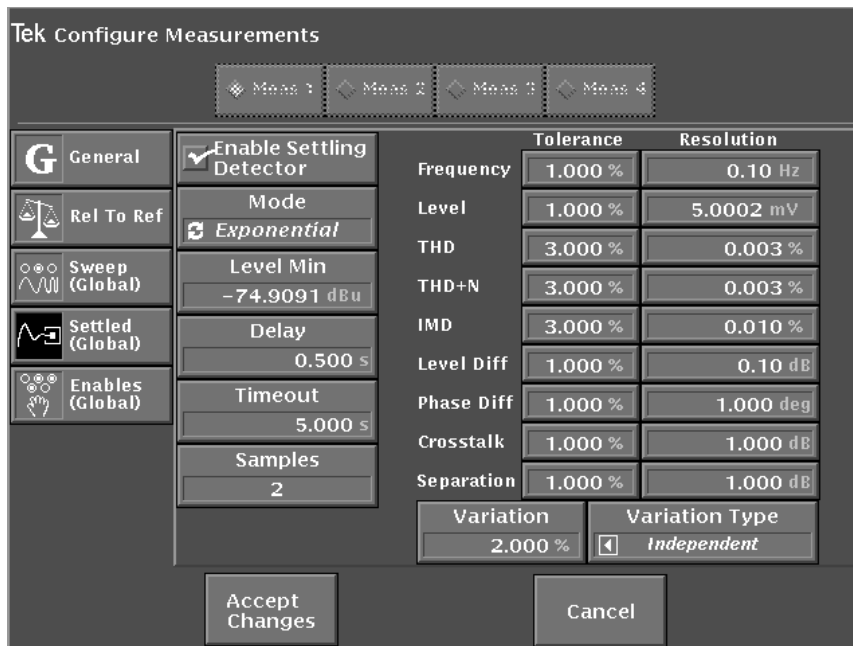 Tek Configure Measurements
Meas 1 Meas 2 Meas 3 Meas 4
G General
Rel To Ref
Sweep
(Global)
Settled
(Global)
Enables
(Global)
Enable Settling
Detector
Mode
Exponential
Level Min
-74.9091 dBu
Delay
0.500 s
Timeout
5.000 s
Samples
2
Tolerance Resolution
Frequency 1.000 % 0.10 Hz
Level 1.000 % 5.0002 mV
THD 3.000 % 0.003 %
THD+N 3.000 % 0.003 %
IMD 3.000 % 0.010 %
Level Diff 1.000 % 0.10 dB
Phase Diff 1.000 % 1.000 deg
Crosstalk 1.000 % 1.000 dB
Separation 1.000 % 1.000 dB
Variation
2.000 %
Variation Type
Independent
Accept
Changes
Cancel